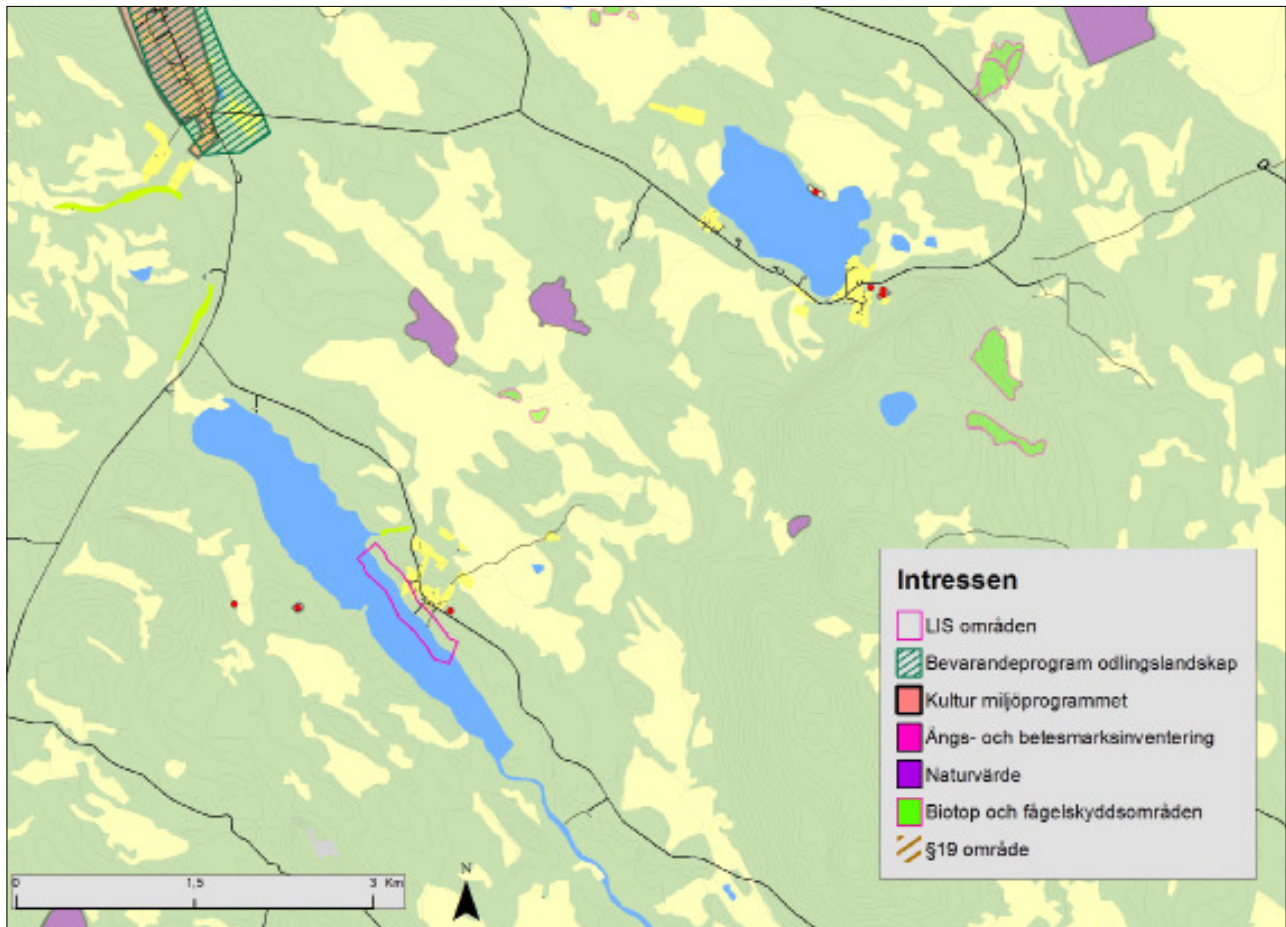 Intressen
LIS områden
Bevarandeprogram odlingslandskap
Kultur miljöprogrammet
Ängs- och betesmarksinventering
Naturvärde
Biotop och fågelskyddsområden
§19 område
0 1,5 3 Km
N